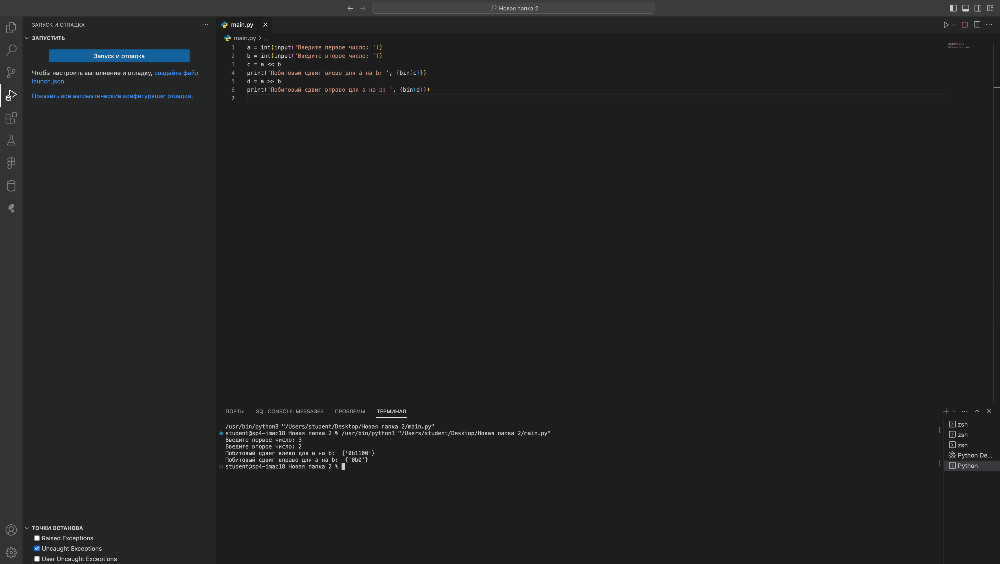 Новая папка 2
ЗАПУСК И ОТЛАДКА
ЗАПУСТИТЬ
Запуск и отладка
Чтобы настроить выполнение и отладку, создайте файл
launch.json.
Показать все автоматические конфигурации отладки.
main.py
main.py > ...
1 a = int(input('Введите первое число: '))
2 b = int(input('Введите второе число: '))
3 c = a << b
4 print('Побитовый сдвиг влево для a на b: ', {bin(c)})
5 d = a >> b
6 print('Побитовый сдвиг вправо для a на b: ', {bin(d)})
7
ПОРТЫ SQL CONSOLE: MESSAGES ПРОБЛЕМЫ ТЕРМИНАЛ
/usr/bin/python3 "/Users/student/Desktop/Новая папка 2/main.py"
student@sp4-imac18 Новая папка 2 % /usr/bin/python3 "/Users/student/Desktop/Новая папка 2/main.py"
Введите первое число: 3
Введите второе число: 2
Побитовый сдвиг влево для a на b:  {'0b1100'}
Побитовый сдвиг вправо для a на b:  {'0b0'}
student@sp4-imac18 Новая папка 2 %
zsh
zsh
zsh
Python De...
Python
ТОЧКИ ОСТАНОВА
Raised Exceptions
Uncaught Exceptions
User Uncaught Exceptions